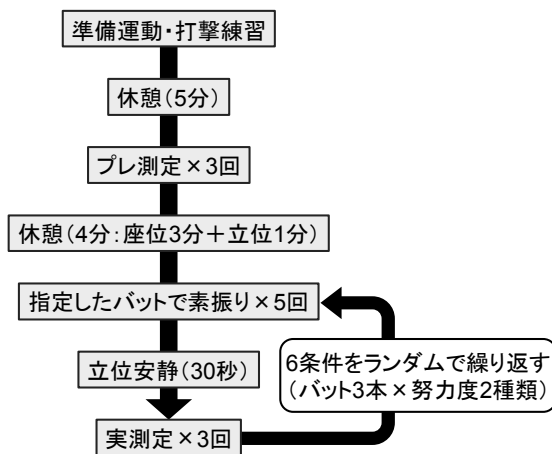 準備運動・打撃練習
休憩(5分)
プレ測定×3回
休憩(4分:座位3分+立位1分)
指定したバットで素振り×5回
立位安静(30秒)
実測定×3回
6条件をランダムで繰り返す
(バット3本×努力度2種類)